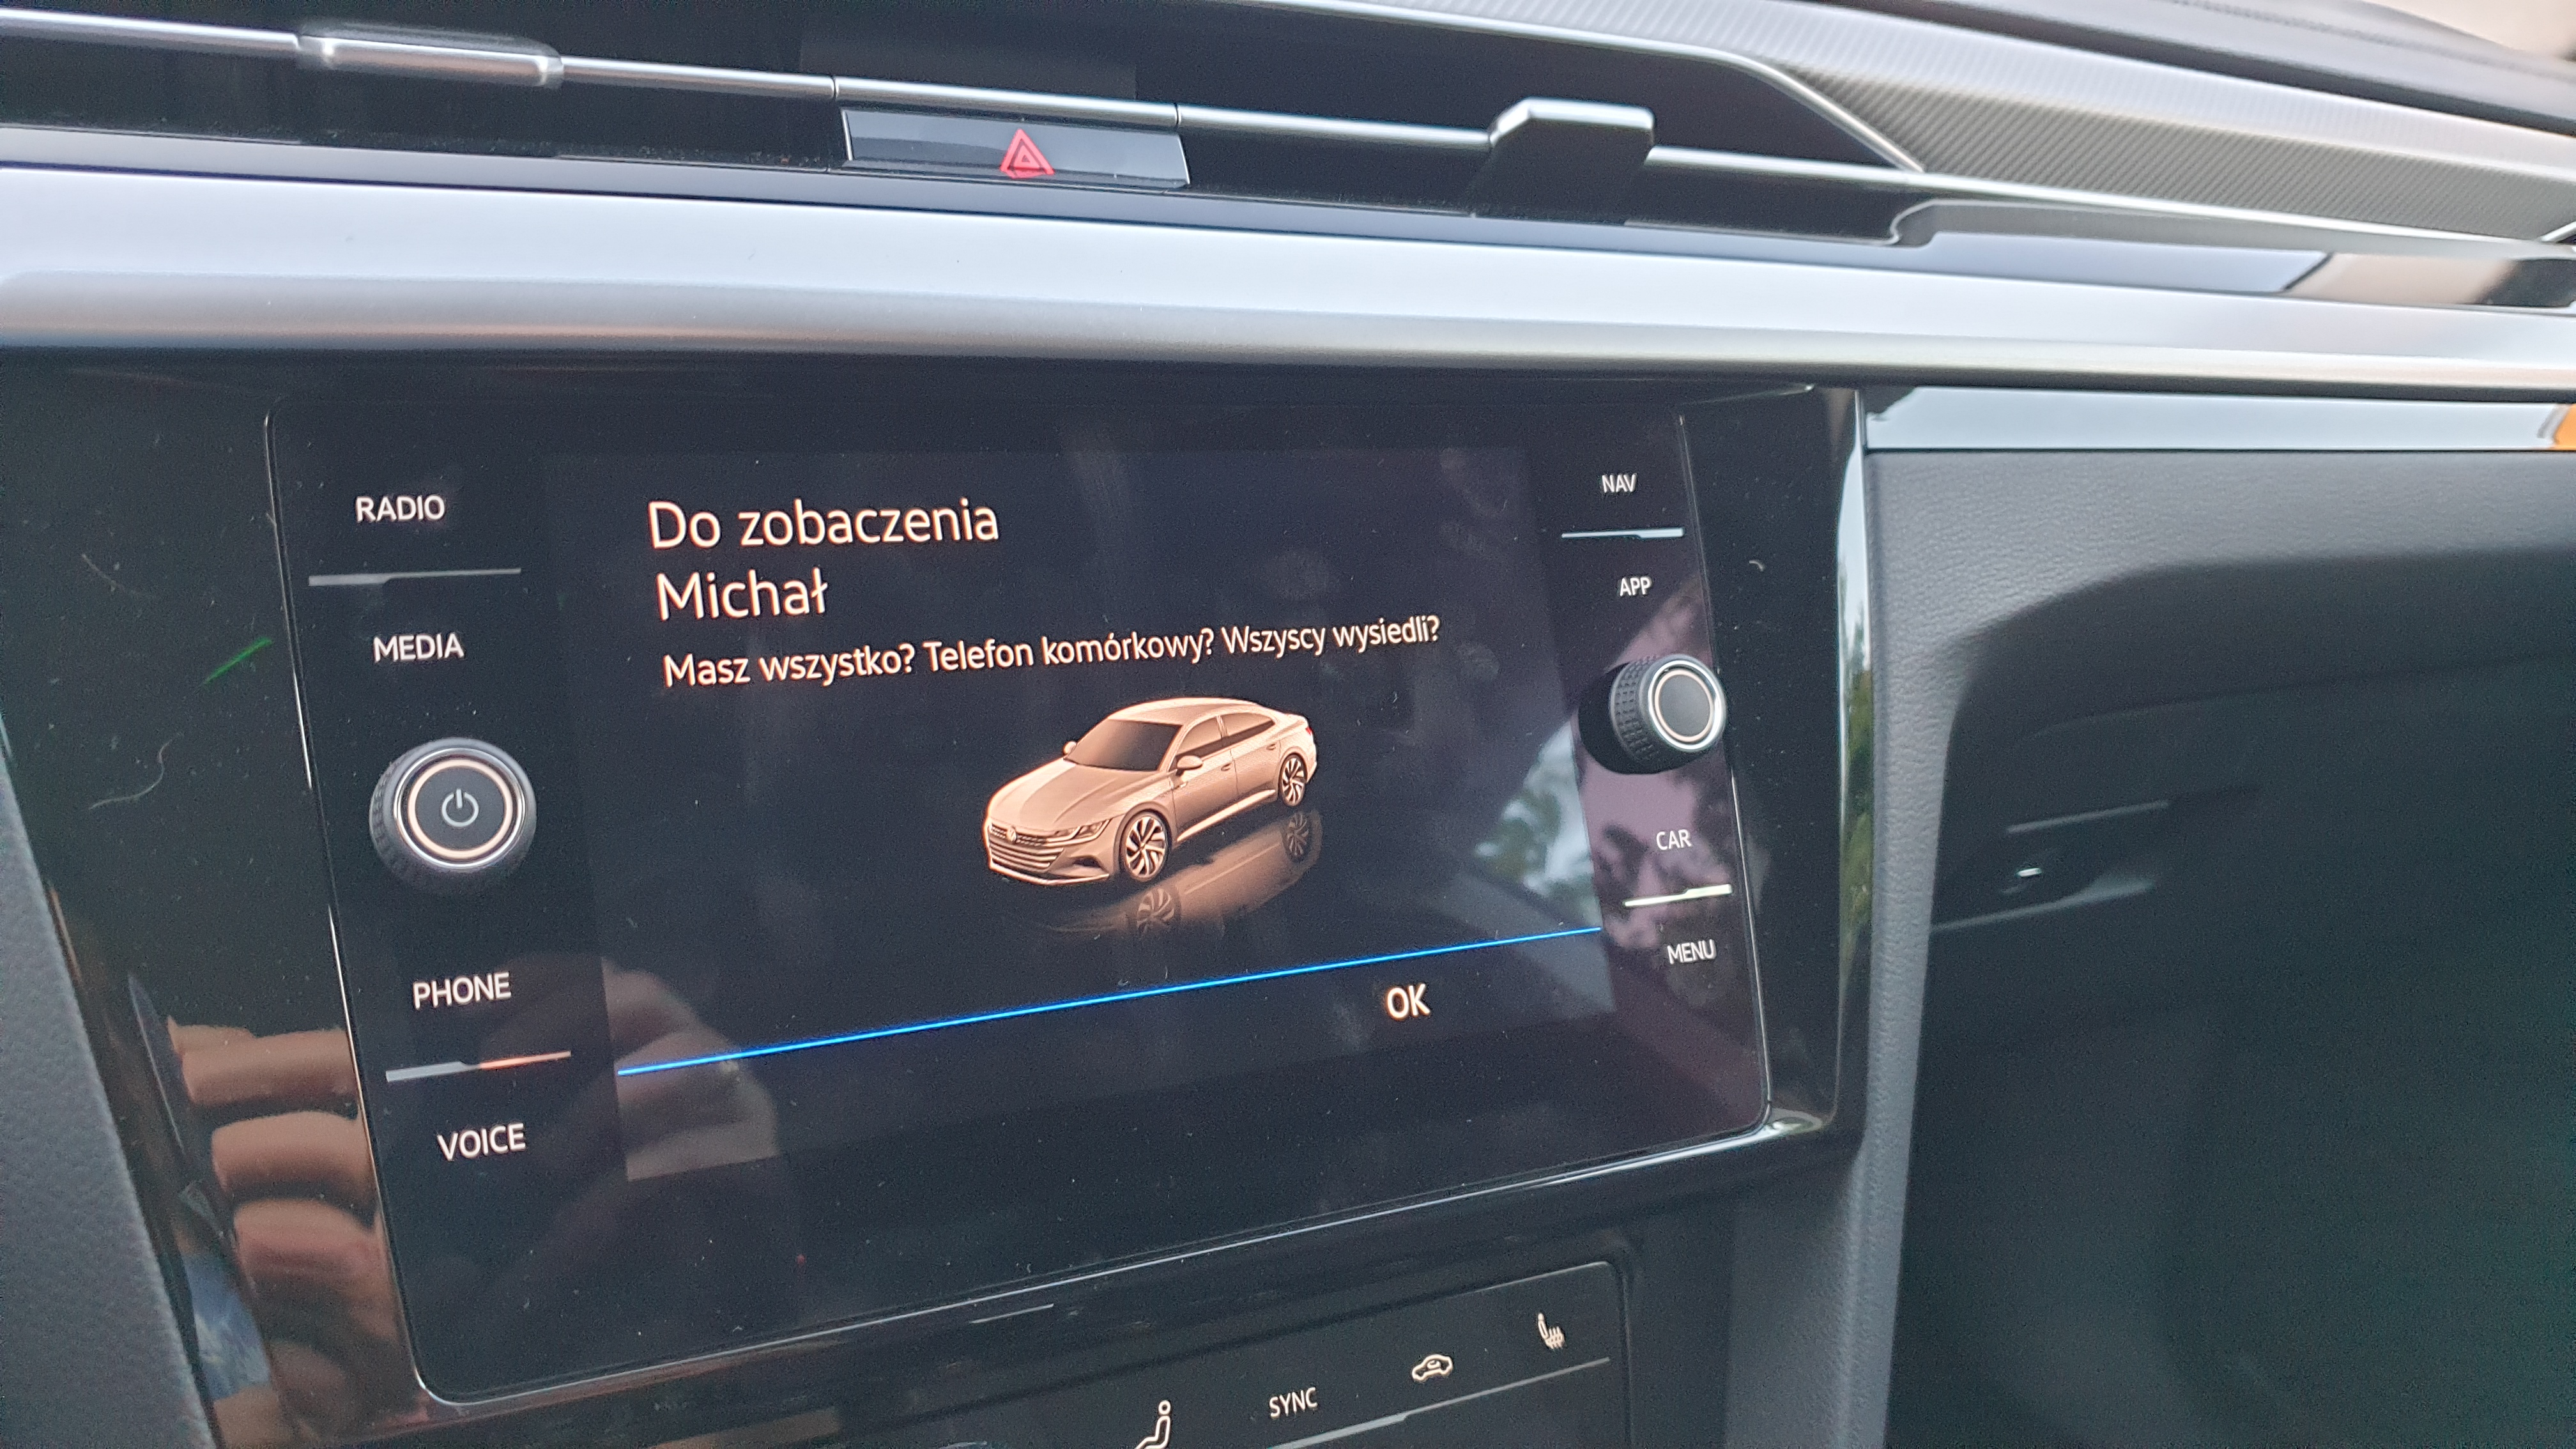 RADIO
MEDIA
PHONE
VOICE
Do zobaczenia
Michał
Masz wszystko? Telefon komórkowy? Wszyscy wysiedli?
OK
NAV
APP
CAR
MENU
SYNC